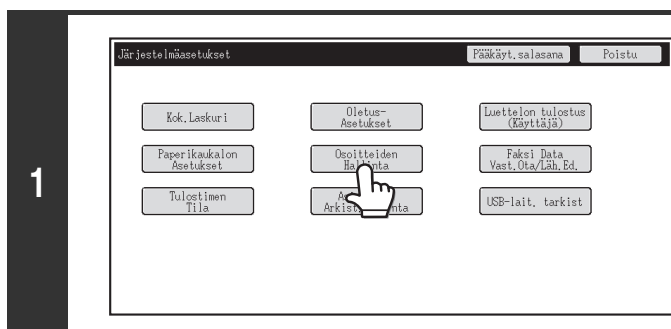 1
Järjestelmäasetukset
Pääkäyt.salasana
Poistu
Kok.Laskuri
Oletus-
Asetukset
Luettelon tulostus
(Käyttäjä)
Paperikaukalon
Asetukset
Osoitteiden
Faksi Data
Vast.Ota/Läh.Ed.
Tulostimen
Tila
USB-lait. tarkist